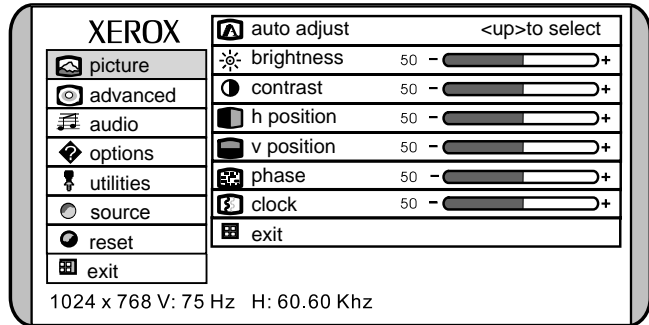 XEROX
picture
advanced
audio
options
utilities
source
reset
exit
auto adjust <up>to select
brightness 50 - +
contrast 50 - +
h position 50 - +
v position 50 - +
phase 50 - +
clock 50 - +
exit
1024 x 768 V: 75 Hz H: 60.60 Khz